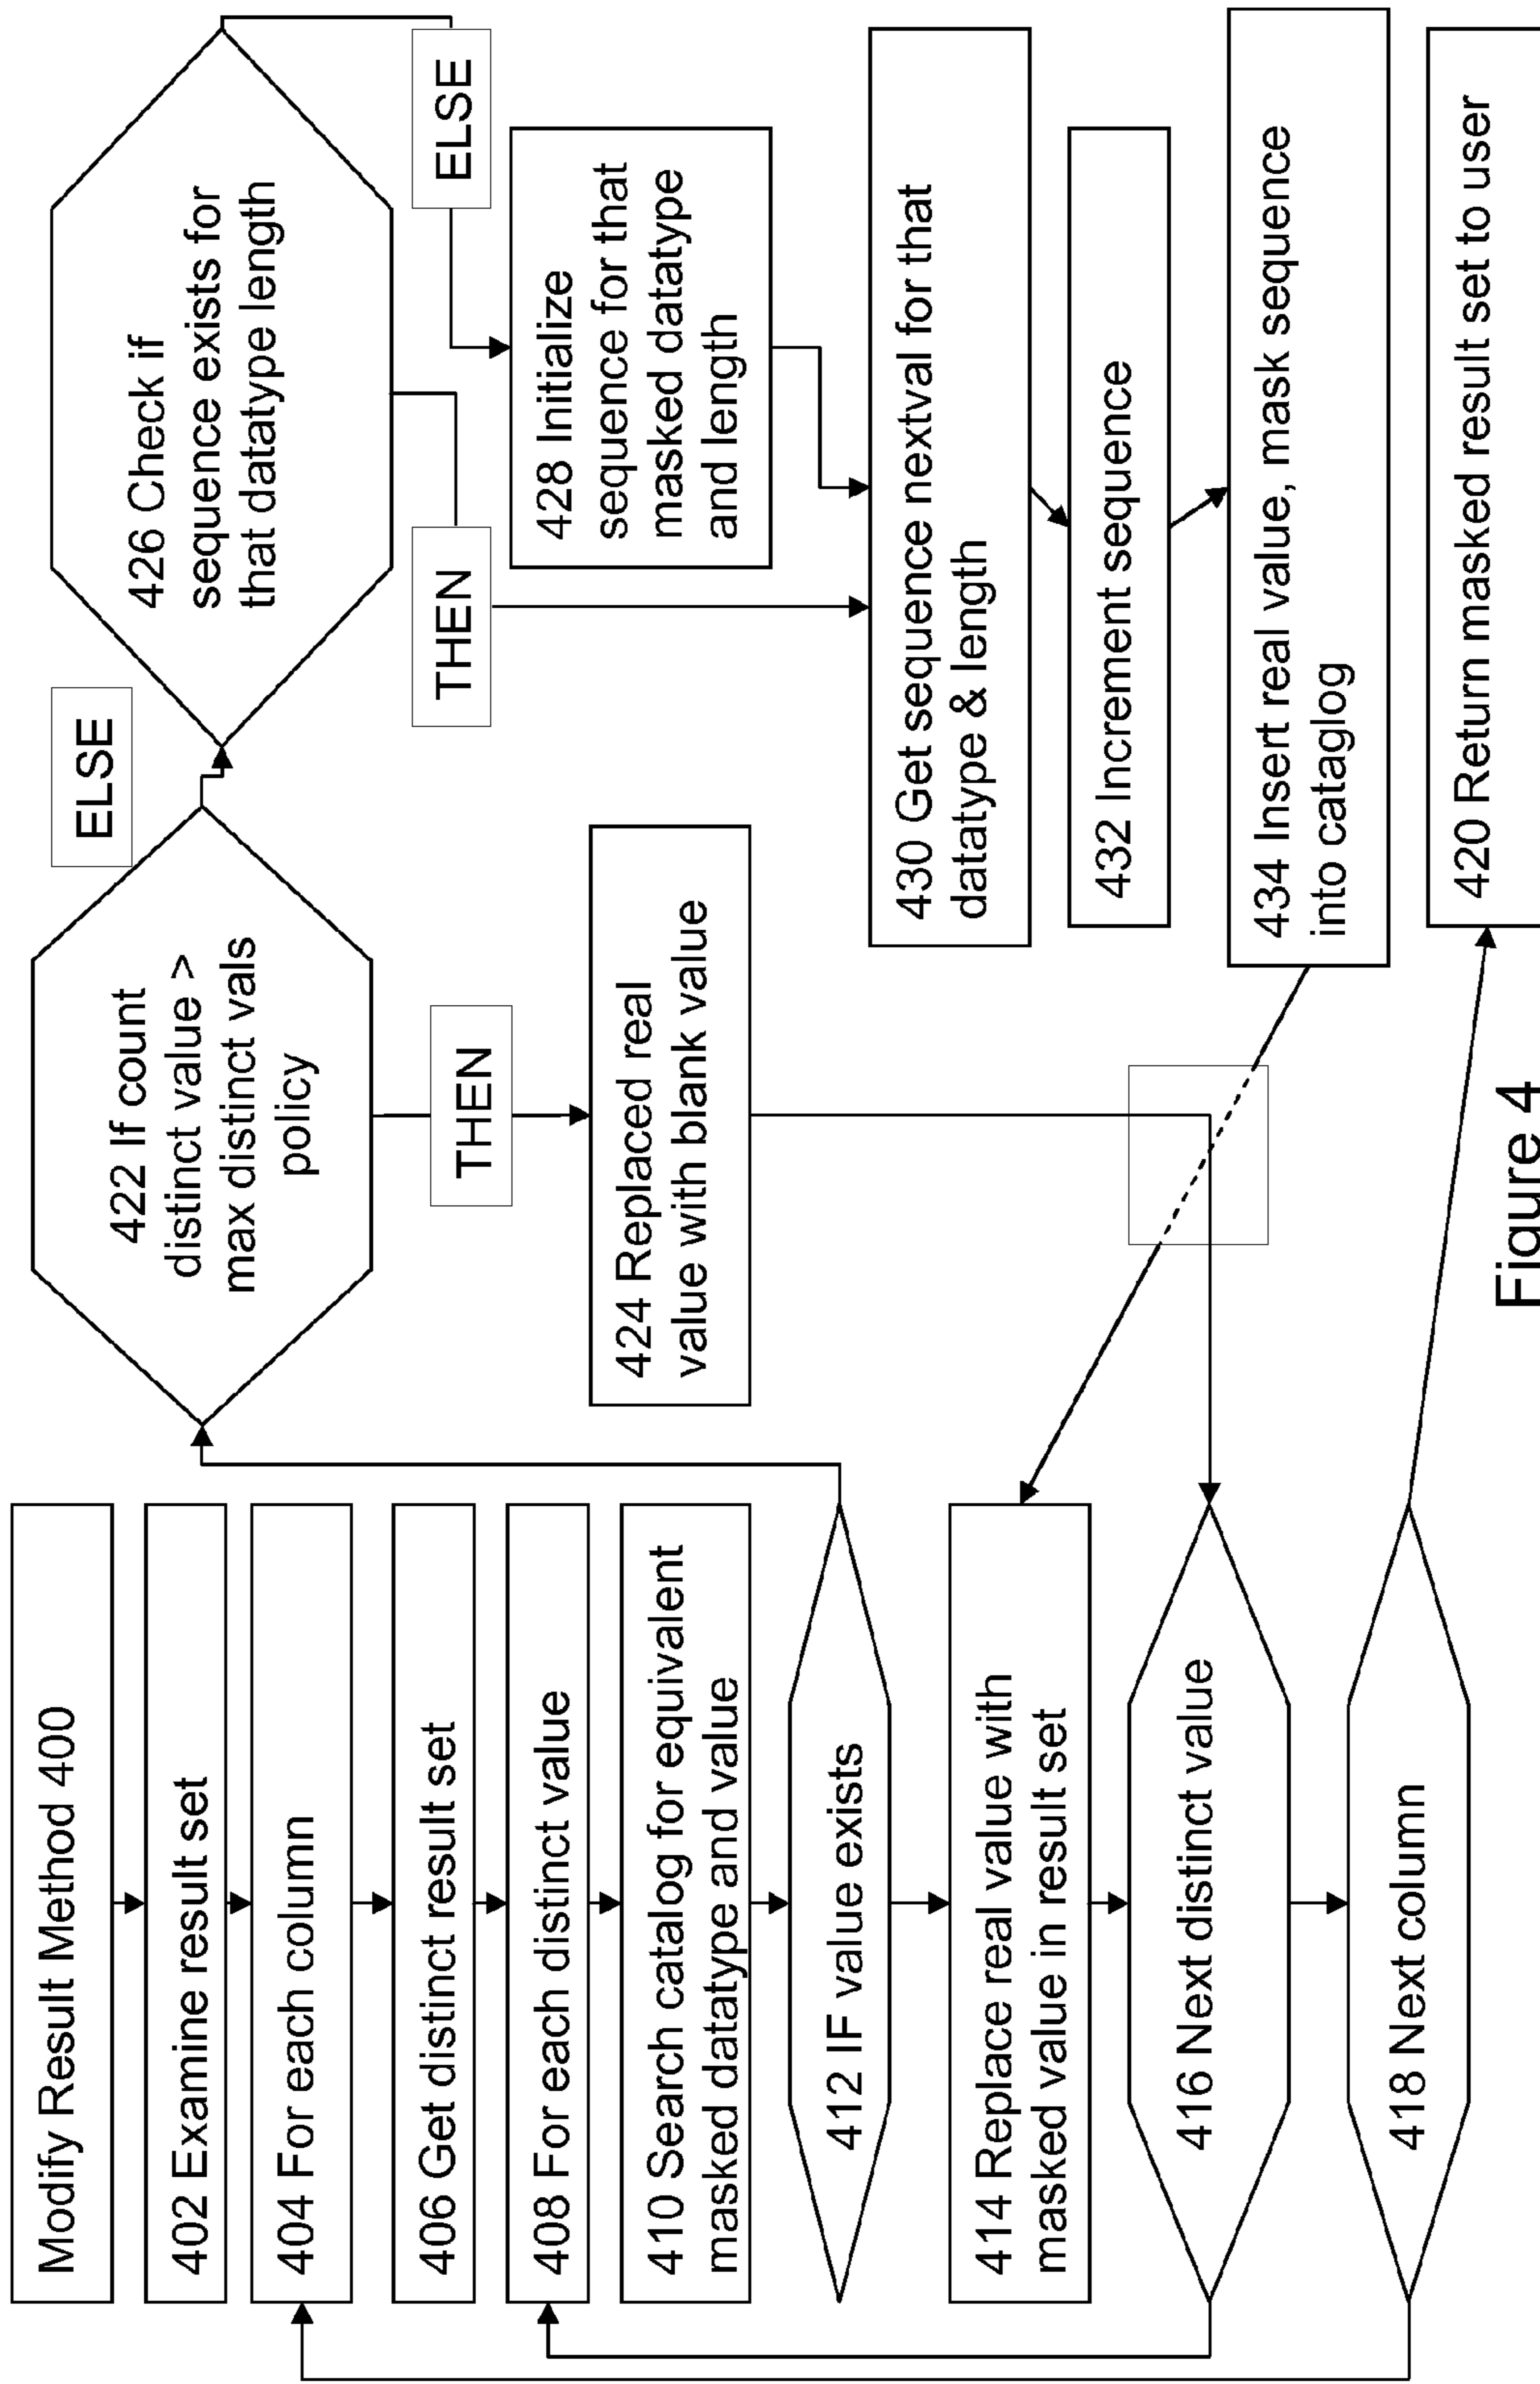 Modify Result Method 400
402 Examine result set
404 For each column
406 Get distinct result set
408 For each distinct value
410 Search catalog for equivalent
masked datatype and value
412 IF value exists
414 Replace real value with
masked value in result set
416 Next distinct value
418 Next column
422 If count
distinct value >
max distinct vals
policy
THEN
424 Replaced real
value with blank value
ELSE
426 Check if
sequence exists for
that datatype length
THEN
ELSE
428 Initialize
sequence for that
masked datatype
and length
430 Get sequence nextval for that
datatype & length
432 Increment sequence
434 Insert real value, mask sequence
into cataglog
420 Return masked result set to user
Figure 4